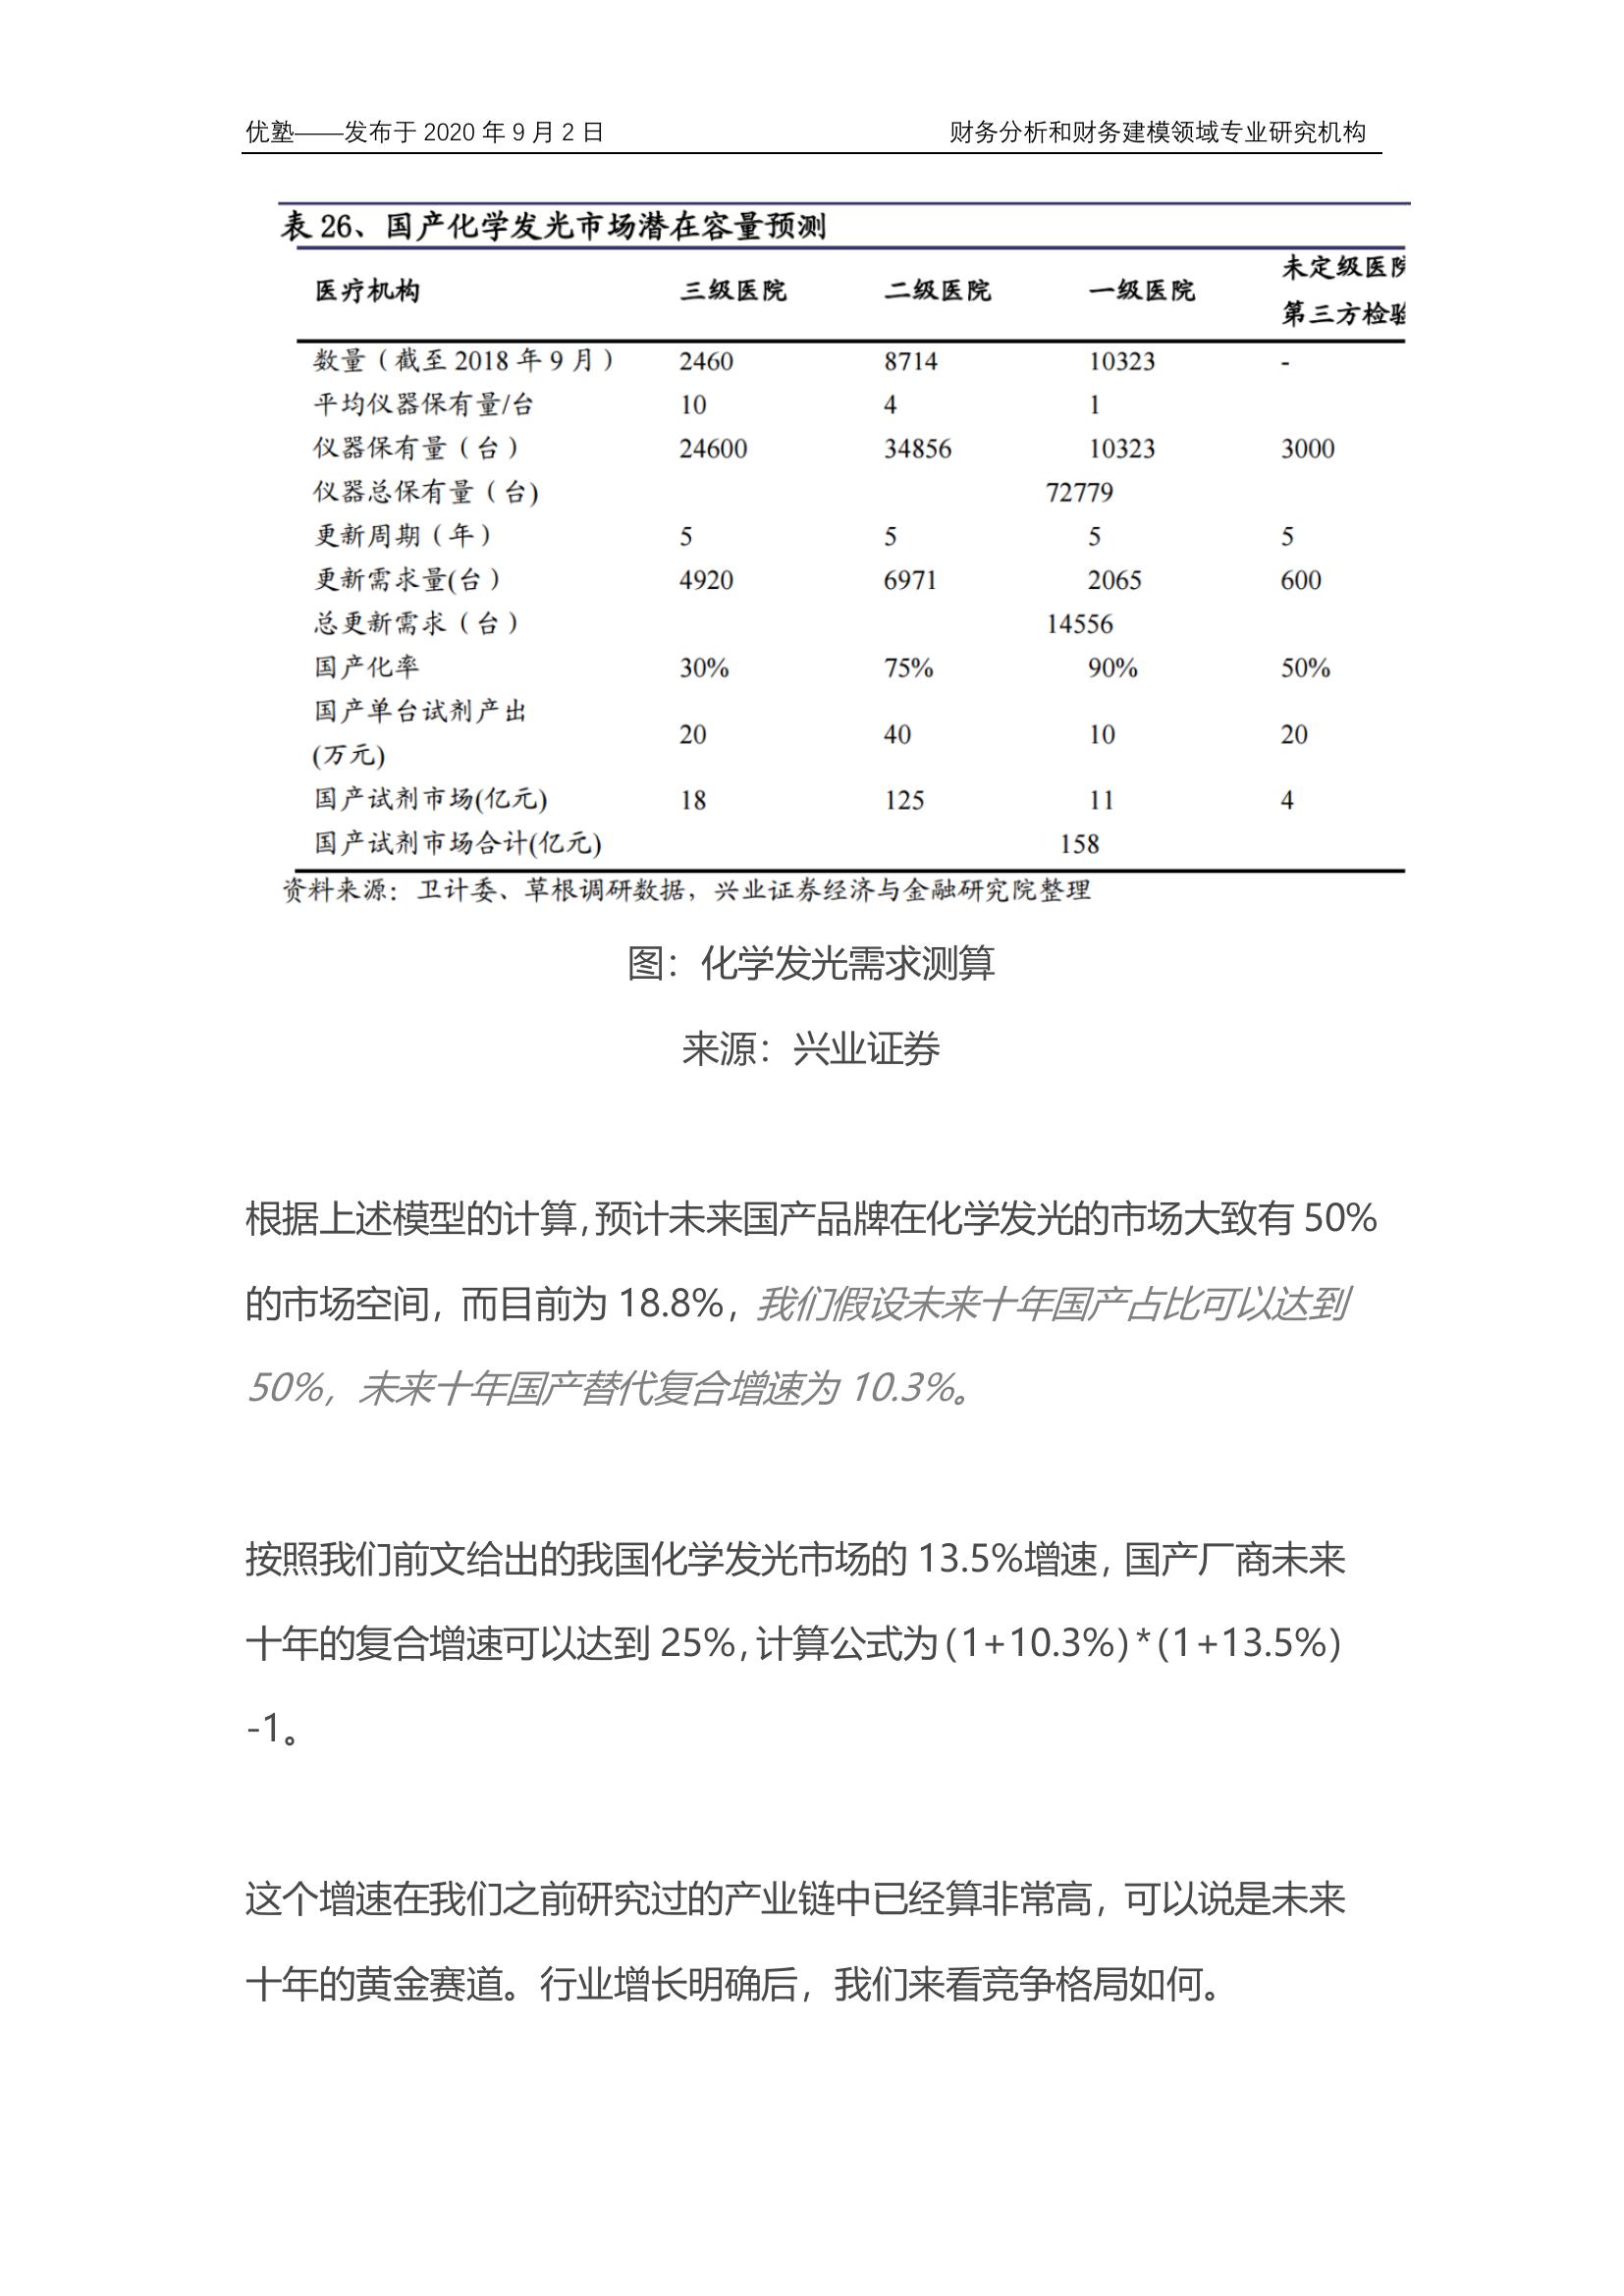 优塾——发布于 2020 年 9 月 2 日 财务分析和财务建模领域专业研究机构
表 26、国产化学发光市场潜在容量预测
医疗机构 三级医院 二级医院 一级医院 未定级医院
第三方检验
数量（截至 2018 年 9 月） 2460 8714 10323 -
平均仪器保有量/台 10 4 1
仪器保有量（台） 24600 34856 10323 3000
仪器总保有量（台) 72779
更新周期（年） 5 5 5 5
更新需求量(台） 4920 6971 2065 600
总更新需求（台） 14556
国产化率 30% 75% 90% 50%
国产单台试剂产出
(万元) 20 40 10 20
国产试剂市场(亿元) 18 125 11 4
国产试剂市场合计(亿元) 158
资料来源：卫计委、草根调研数据，兴业证券经济与金融研究院整理
图：化学发光需求测算
来源：兴业证券
根据上述模型的计算，预计未来国产品牌在化学发光的市场大致有 50%
的市场空间，而目前为 18.8%，我们假设未来十年国产占比可以达到
50%，未来十年国产替代复合增速为 10.3%。
按照我们前文给出的我国化学发光市场的 13.5%增速，国产厂商未来
十年的复合增速可以达到 25%，计算公式为（1+10.3%）*（1+13.5%）
-1。
这个增速在我们之前研究过的产业链中已经算非常高，可以说是未来
十年的黄金赛道。行业增长明确后，我们来看竞争格局如何。